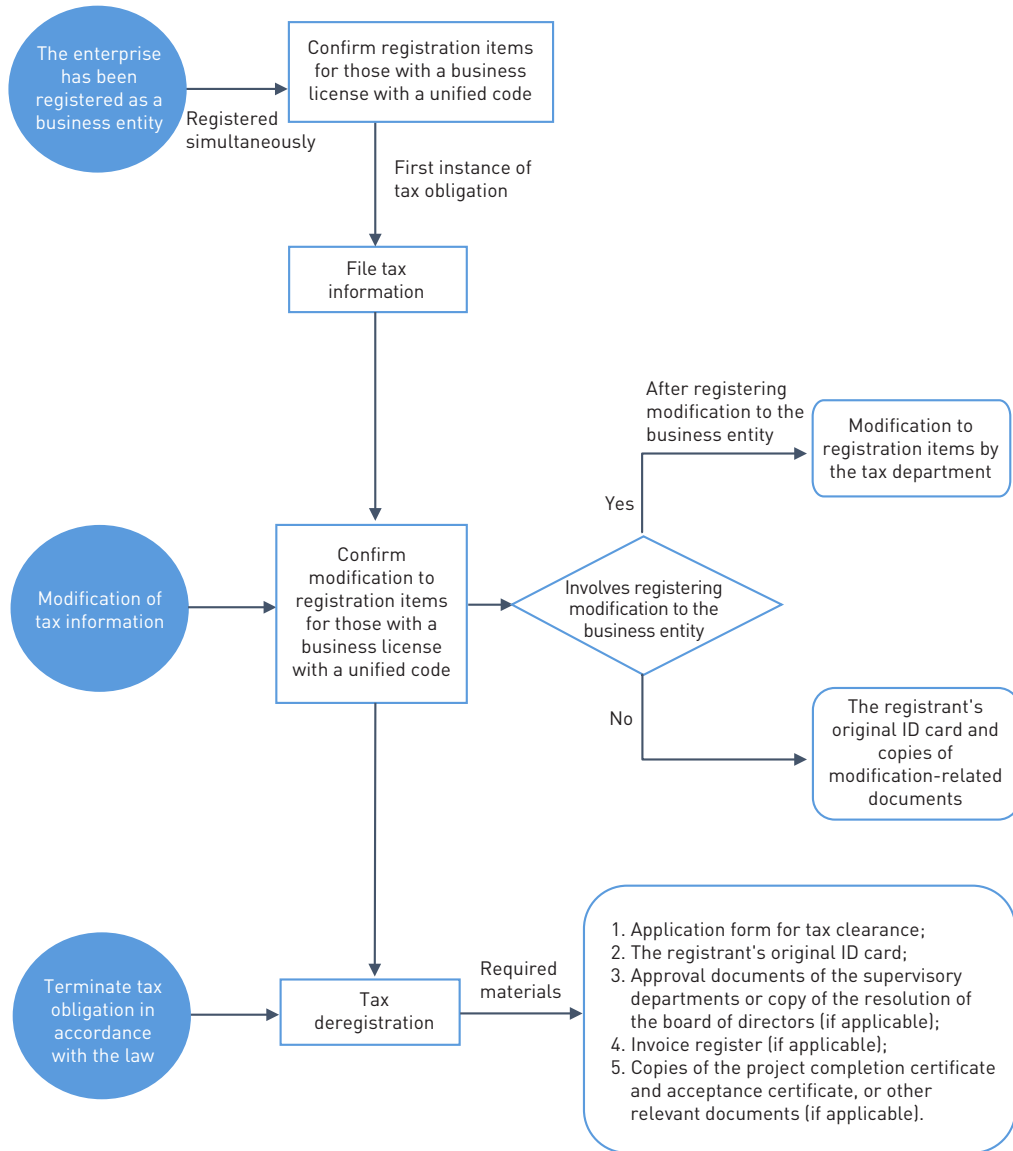 The enterprise
has been
registered as a
business entity
Registered
simultaneously
Confirm registration items
for those with a business
license with a unified code
First instance of
tax obligation
File tax
information
Modification of
tax information
Confirm
modification to
registration items
for those with a
business license
with a unified code
Involves registering
modification to the
business entity
Yes
After registering
modification to the
business entity
Modification to
registration items by
the tax department
No
The registrant's
original ID card and
copies of
modification-related
documents
Terminate tax
obligation in
accordance
with the law
Tax
deregistration
Required
materials
1. Application form for tax clearance;
2. The registrant's original ID card;
3. Approval documents of the supervisory
departments or copy of the resolution of
the board of directors (if applicable);
4. Invoice register (if applicable);
5. Copies of the project completion certificate
and acceptance certificate, or other
relevant documents (if applicable).